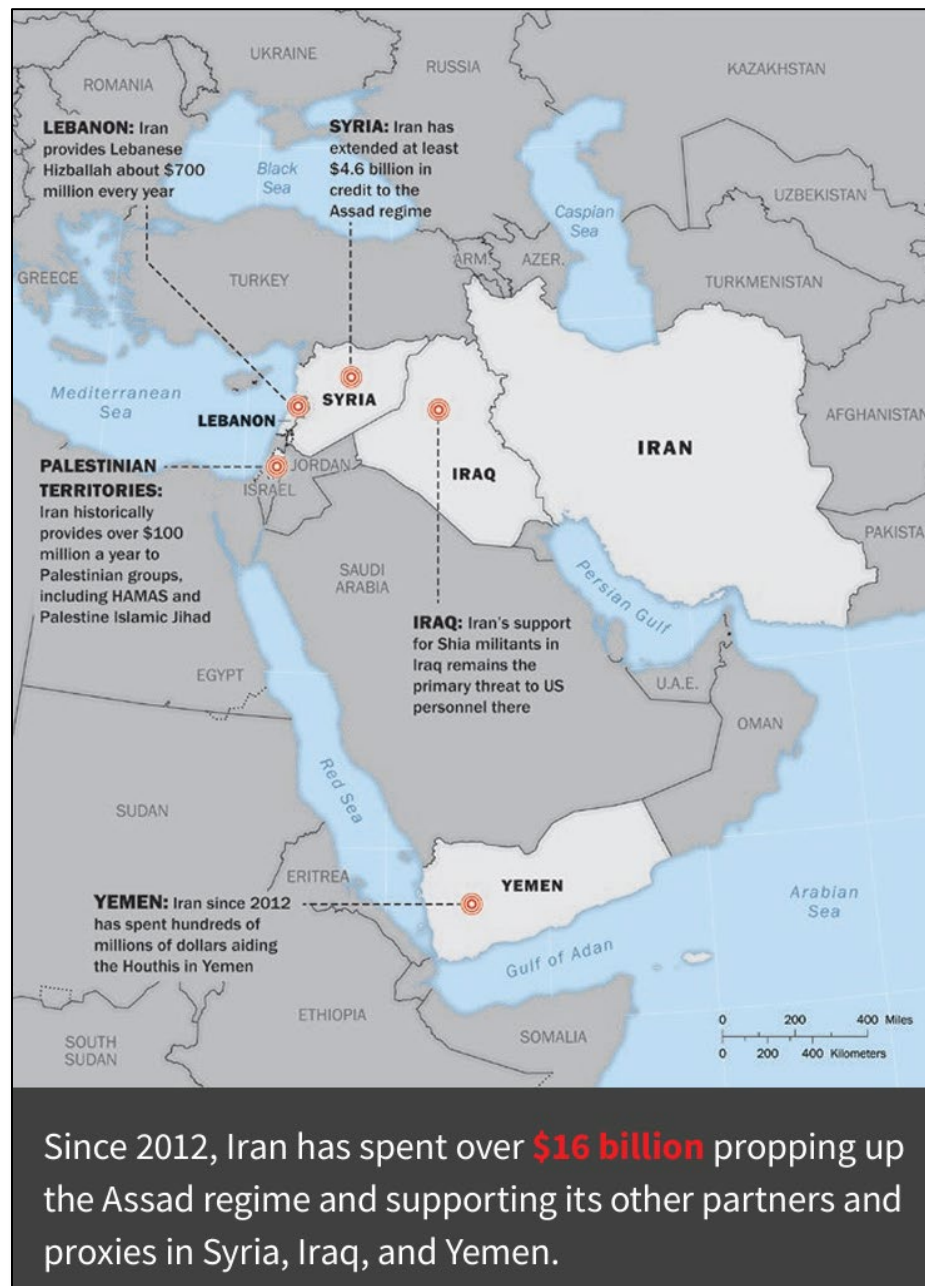 UKRAINE
RUSSIA
KAZAKHSTAN
ROMANIA
LEBANON: Iran
provides Lebanese
Hizballah about $700
million every year
SYRIA: Iran has
extended at least
$4.6 billion in
credit to the
Assad regime
Black
Sea
Caspian
Sea
UZBEKISTAN
GREECE
TURKEY
ARM.
AZER.
TURKMENISTAN
Mediterranean
Sea
SYRIA
LEBANON
AFGHANISTAN
IRAN
IRAQ
PALESTINIAN
TERRITORIES:
Iran historically
provides over $100
million a year to
Palestinian groups,
including HAMAS and
Palestine Islamic Jihad
JORDAN
ISRAEL
PAKISTA
SAUDI
ARABIA
Persian Gulf
IRAQ: Iran's support
for Shia militants in
Iraq remains the
primary threat to US
personnel there
EGYPT
U.A.E.
OMAN
Red Sea
SUDAN
ERITREA
YEMEN
YEMEN: Iran since 2012
has spent hundreds of
millions of dollars aiding
the Houthis in Yemen
Arabian
Sea
Gulf of Adan
ETHIOPIA
SOMALIA
SOUTH
SUDAN
0 200 400 Miles
0 200 400 Kilometers
Since 2012, Iran has spent over $16 billion propping up
the Assad regime and supporting its other partners and
proxies in Syria, Iraq, and Yemen.